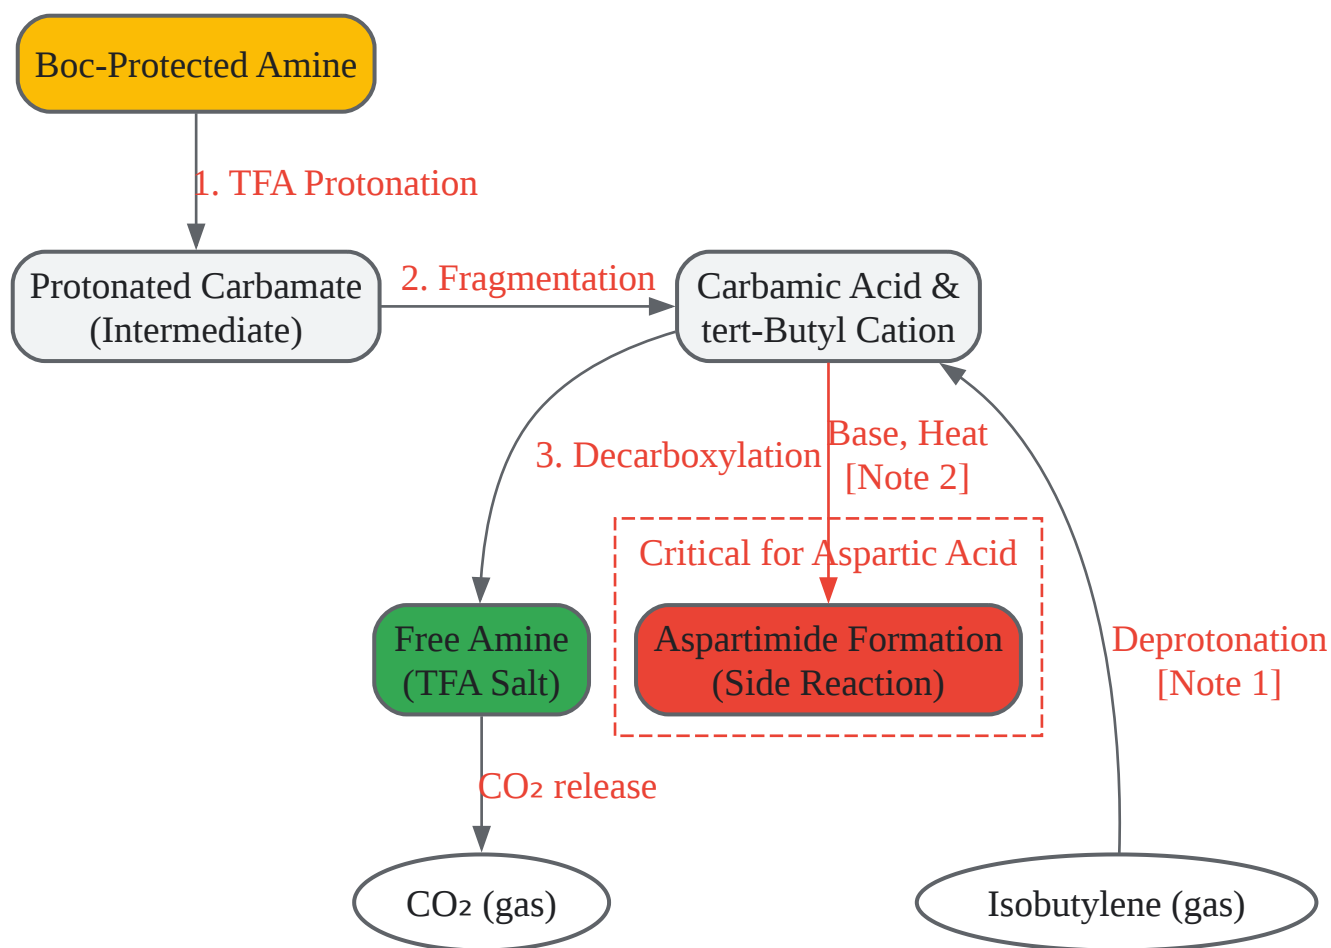 Boc-Protected Amine
1. TFA Protonation
Protonated Carbamate
(Intermediate)
2. Fragmentation
Carbamic Acid &
tert-Butyl Cation
3. Decarboxylation
Base, Heat
[Note 2]
Critical for Aspartic Acid
Free Amine
(TFA Salt)
Aspartimide Formation
(Side Reaction)
Deprotonation
[Note 1]
CO₂ release
CO₂ (gas)
Isobutylene (gas)